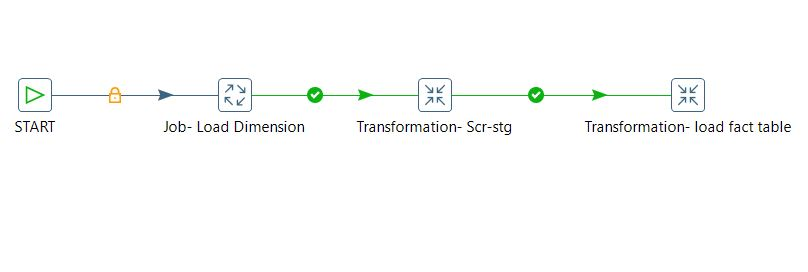 START
Job- Load Dimension
Transformation- Scr-stg
Transformation- load fact table